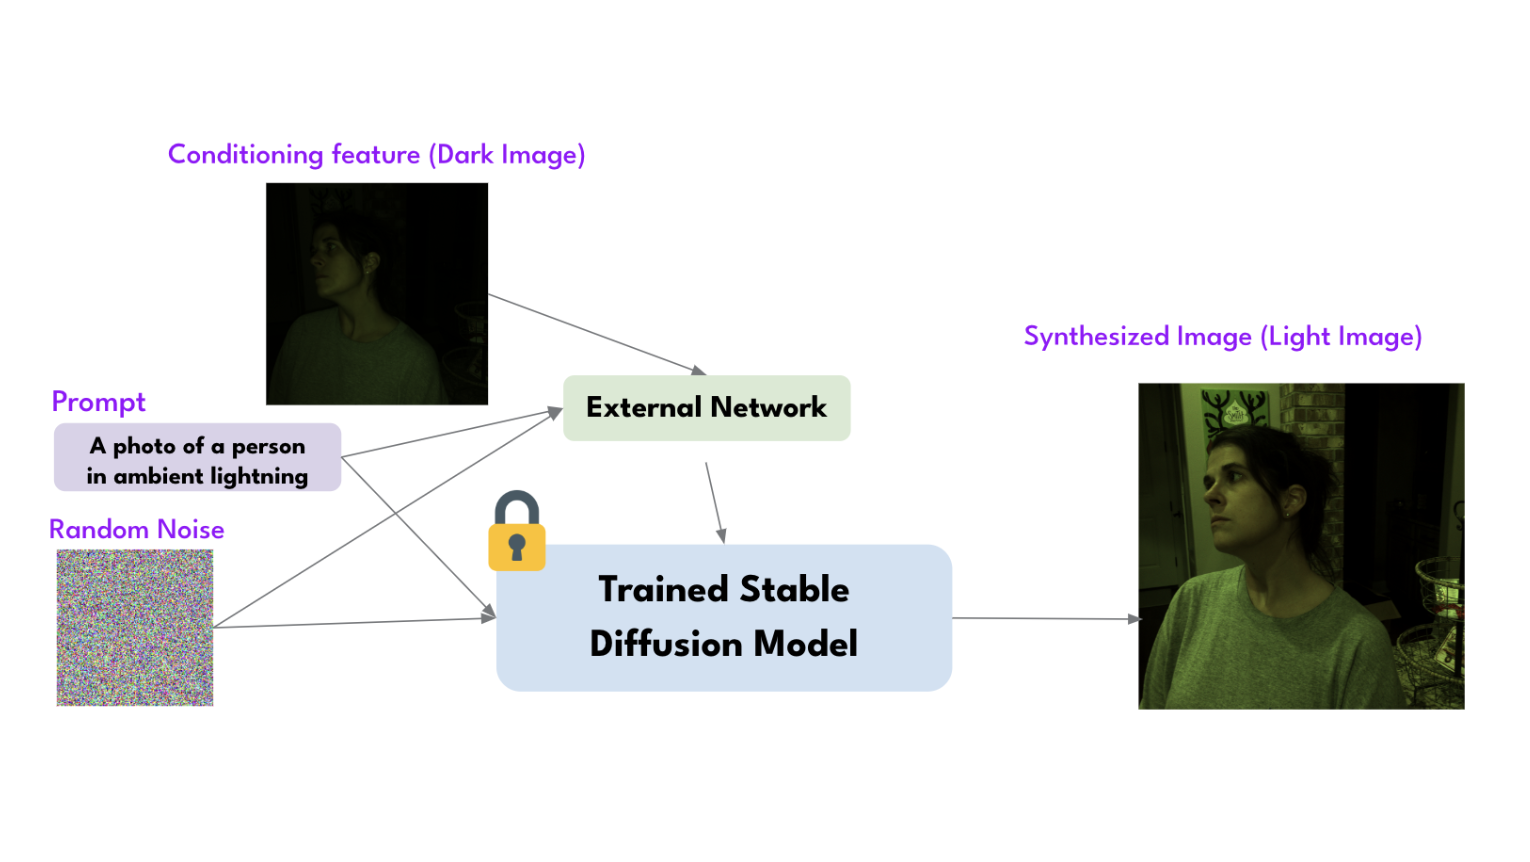 Conditioning feature (Dark Image)
Prompt
A photo of a person
in ambient lightning
Random Noise
External Network
Trained Stable
Diffusion Model
Synthesized Image (Light Image)